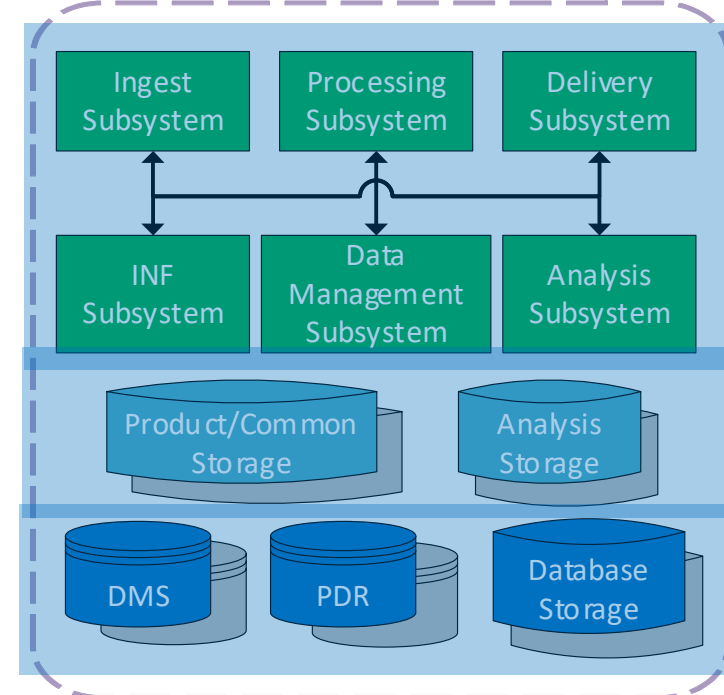 Ingest
Subsystem
Processing
Subsystem
Delivery
Subsystem
INF
Subsystem
Data
Management
Subsystem
Analysis
Subsystem
Product/Common
Storage
Analysis
Storage
DMS
PDR
Database
Storage